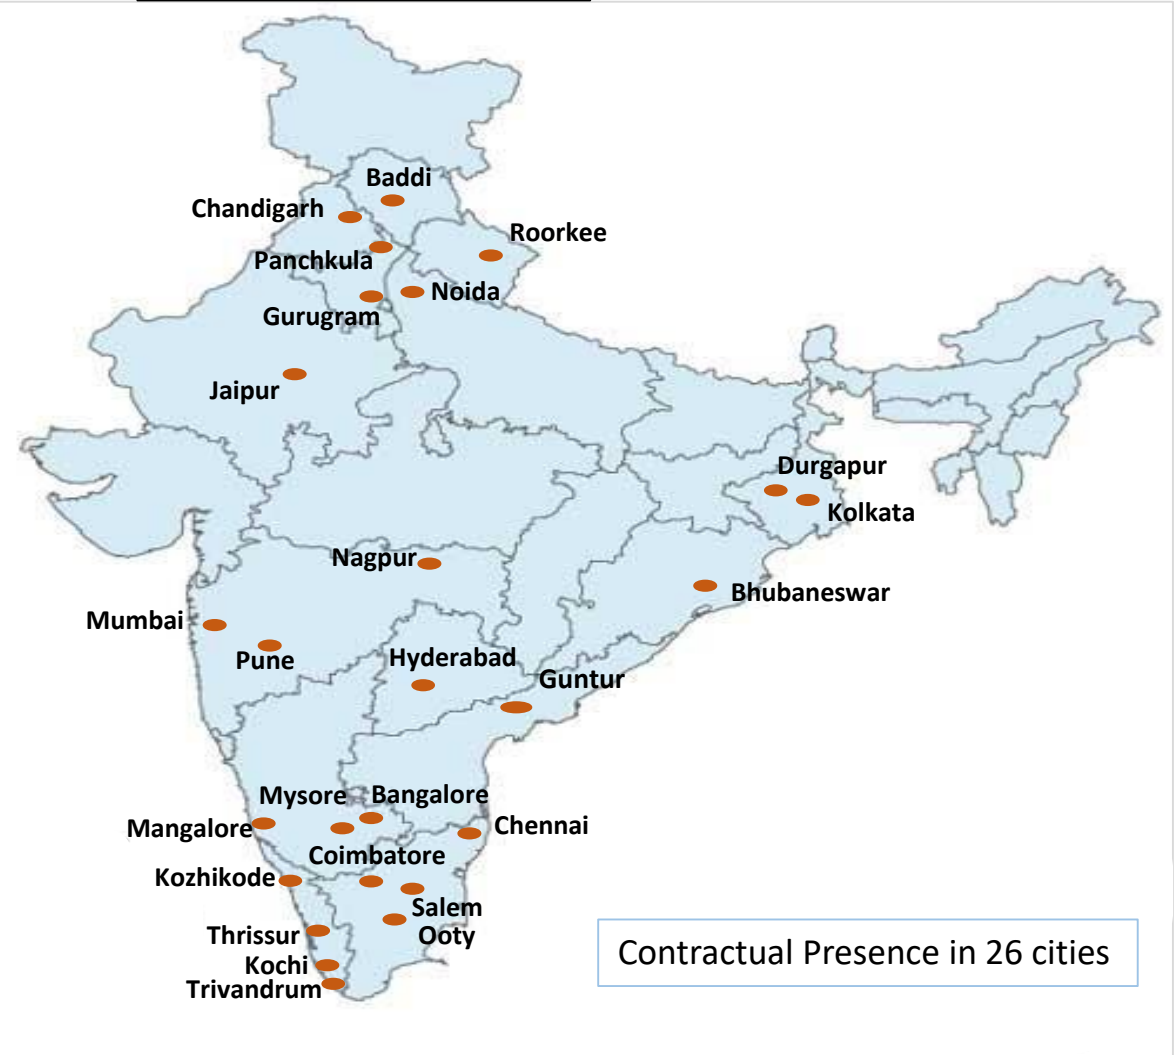 Baddi
Chandigarh
Roorkee
Panchkula
Noida
Gurugram
Jaipur
Durgapur
Kolkata
Nagpur
Bhubaneswar
Mumbai
Pune
Hyderabad
Guntur
Mysore
Bangalore
Mangalore
Chennai
Coimbatore
Kozhikode
Salem
Thrissur
Ooty
Kochi
Trivandrum
Contractual Presence in 26 cities